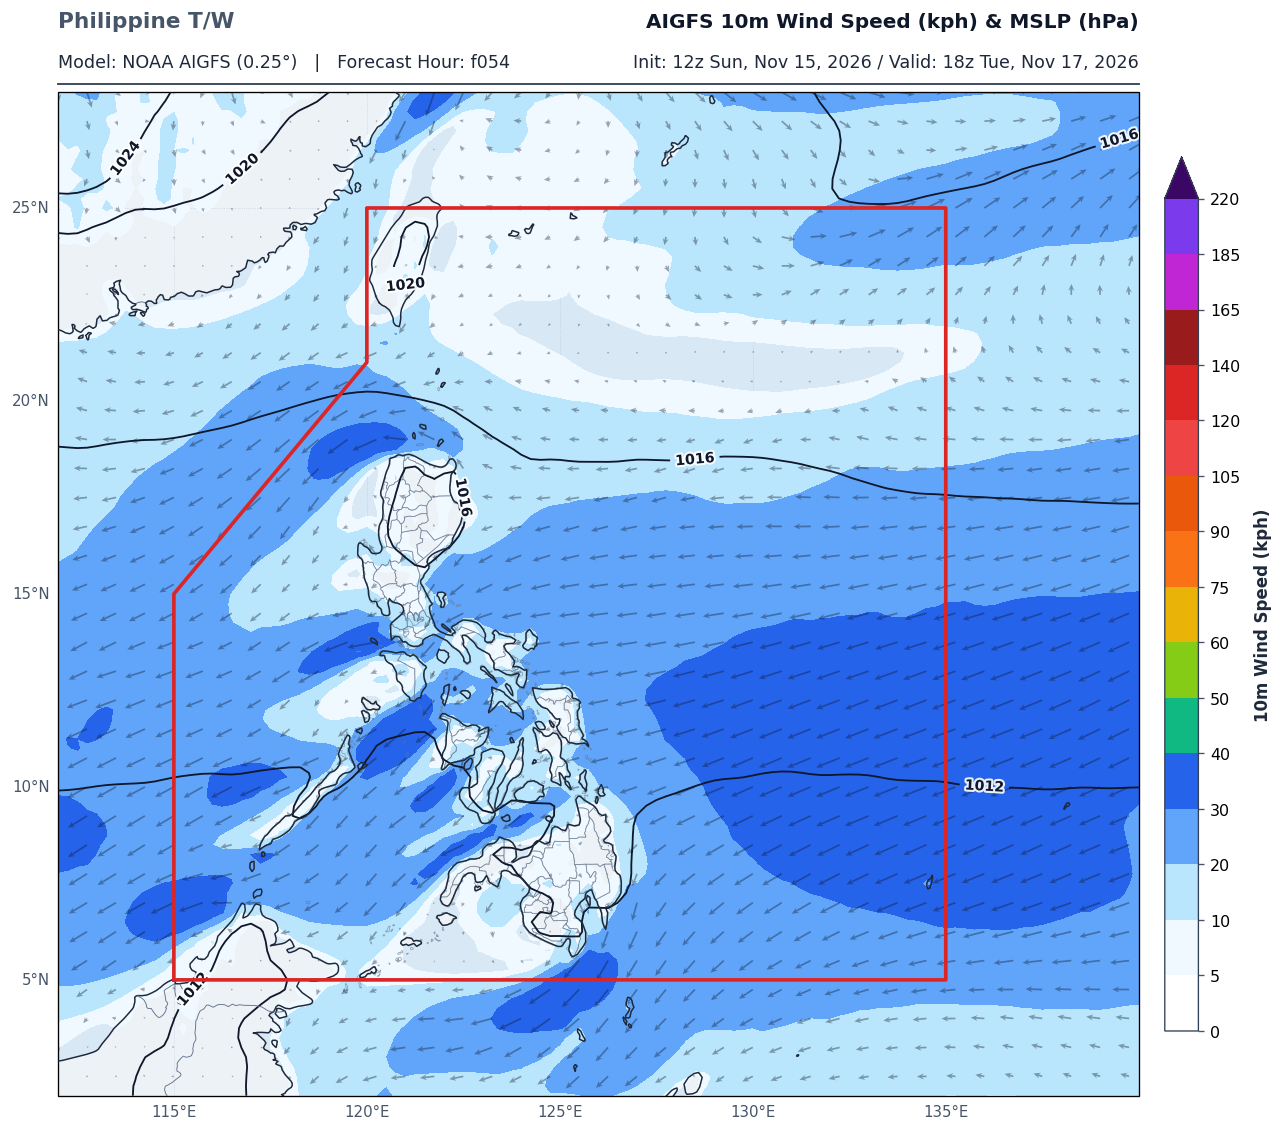 Philippine T/W
AIGFS 10m Wind Speed (kph) & MSLP (hPa)
Model: NOAA AIGFS (0.25°) | Forecast Hour: f054
Init: 12z Sun, Nov 15, 2026 / Valid: 18z Tue, Nov 17, 2026
1024
1020
1016
1020
1016
1016
1012
1012
25°N
20°N
15°N
10°N
5°N
115°E
120°E
125°E
130°E
135°E
220
185
165
140
120
105
90
75
60
50
40
30
20
10
5
0
10m Wind Speed (kph)